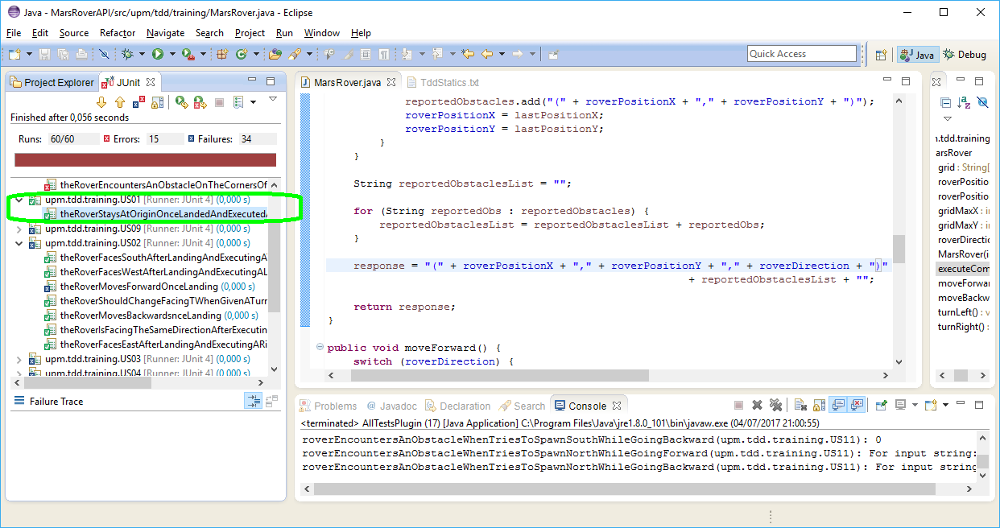 Java - MarsRoverAPI/src/upm/tdd/training/MarsRover.java - Eclipse
File Edit Source Refactor Navigate Search Project Run Window Help
Quick Access
Java
Debug
Project Explorer
JUnit
Finished after 0,056 seconds
Runs: 60/60 Errors: 15 Failures: 34
theRoverEncountersAnObstacleOnTheCornersOf
upm.tdd.training.US01 [Runner: JUnit 4] (0,000 s)
theRoverStaysAtOriginOnceLandedAndExecutedA
upm.tdd.training.US09 [Runner: JUnit 4] (0,000 s)
upm.tdd.training.US02 [Runner: JUnit 4] (0,000 s)
theRoverFacesSouthAfterLandingAndExecutingAT
theRoverFacesWestAfterLandingAndExecutingAL
theRoverMovesForwardOnceLanding (0,000 s)
theRoverShouldChangeFacingTWhenGivenATurr
theRoverMovesBackwardsnceLanding (0,000 s)
theRoverIsFacingTheSameDirectionAfterExecutin
theRoverFacesEastAfterLandingAndExecutingARi
upm.tdd.training.US03 [Runner: JUnit 4] (0,000 s)
upm.tdd.training.US04 [Runner: JUnit 4] (0,000 s)
Failure Trace
MarsRover.java
TddStatics.txt
reportedObstacles.add("(" + roverPositionX + "," + roverPositionY + ")");
roverPositionX = lastPositionX;
roverPositionY = lastPositionY;
}
}
String reportedObstaclesList = "";
for (String reportedObs : reportedObstacles) {
reportedObstaclesList = reportedObstaclesList + reportedObs;
}
response = "(" + roverPositionX + "," + roverPositionY + "," + roverDirection + ")"
+ reportedObstaclesList + "";
return response;
}
public void moveForward() {
switch (roverDirection) {
ı.tdd.training
arsRover
grid : String[
roverPositio
roverPositio
gridMaxX : in
gridMaxY : in
roverDirectic
MarsRover(i
executeCom
moveForwa
moveBackw
turnLeft() : v
turnRight() :
Problems
@ Javadoc
Declaration
Search
Console
<terminated> AllTestsPlugin (17) [Java Application] C:\Program Files\Java\jre1.8.0_101\bin\javaw.exe (04/07/2017 21:00:55)
roverEncountersAnObstacleWhenTriesToSpawnSouthWhileGoingBackward(upm.tdd.training.US11): 0
roverEncountersAnObstacleWhenTriesToSpawnNorthWhileGoingForward(upm.tdd.training.US11): For input string:
roverEncountersAnObstacleWhenTriesToSpawnNorthWhileGoingBackward(upm.tdd.training.US11): For input string